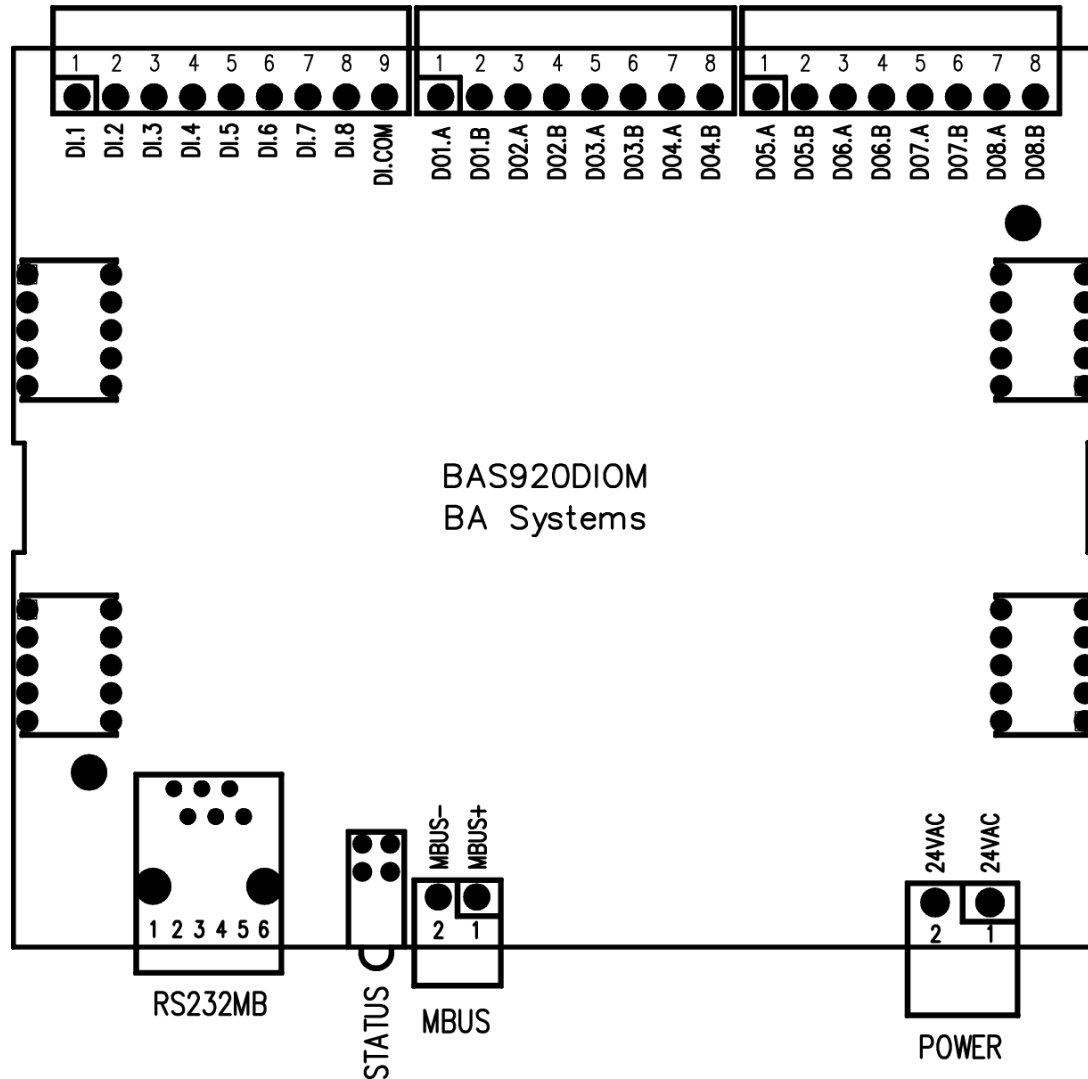 1 2 3 4 5 6 7 8 9
1 2 3 4 5 6 7 8
1 2 3 4 5 6 7 8
DI.1
DI.2
DI.3
DI.4
DI.5
DI.6
DI.7
DI.8
DI.COM
DO1.A
DO1.B
DO2.A
DO2.B
DO3.A
DO3.B
DO4.A
DO4.B
DO5.A
DO5.B
DO6.A
DO6.B
DO7.A
DO7.B
DO8.A
DO8.B
BAS920DIOM
BA Systems
1 2 3 4 5 6
RS232MB
STATUS
MBUS-
MBUS+
2 1
MBUS
24VAC
24VAC
2 1
POWER